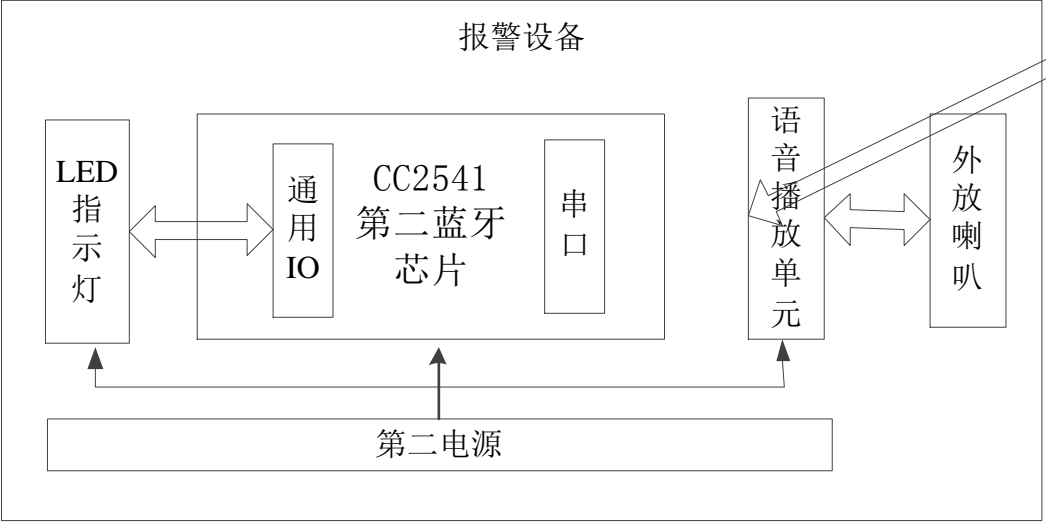 报警设备
LED
指
示
灯
通
用
IO
CC2541
第二蓝牙
芯片
串
口
语
音
播
放
单
元
外
放
喇
叭
第二电源